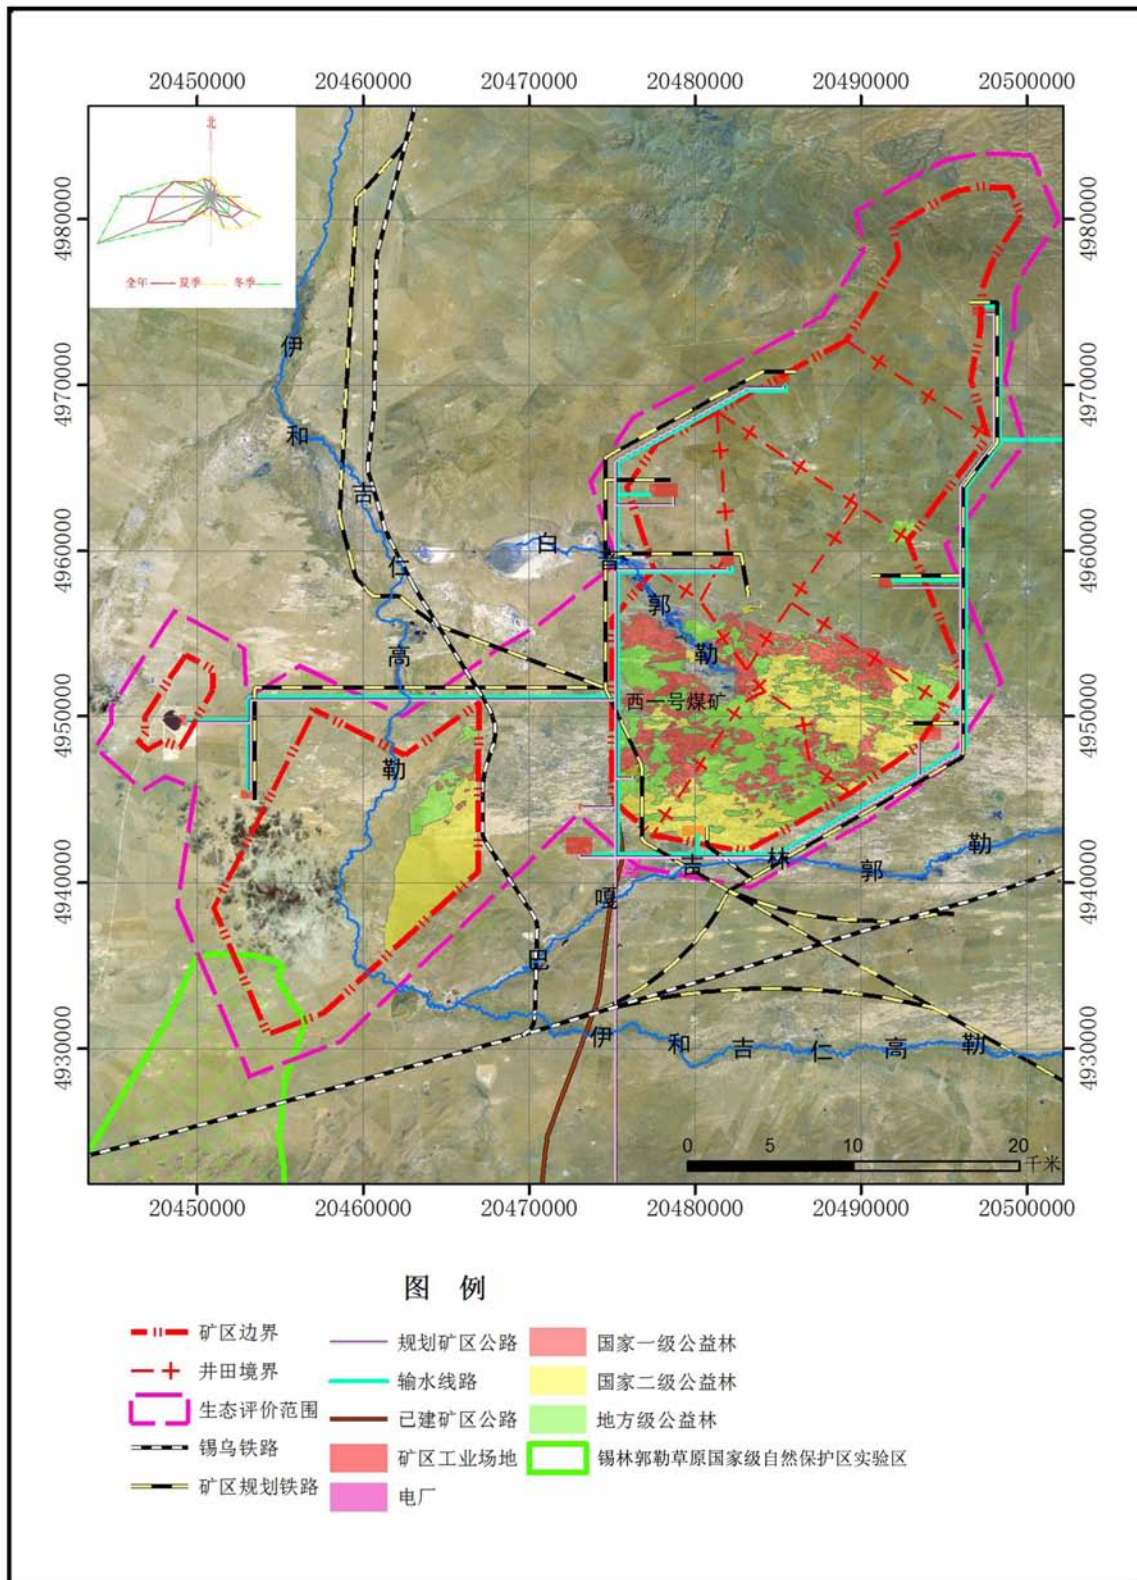 20450000 20460000 20470000 20480000 20490000 20500000
北
全年 夏季 冬季
4980000
4970000
4960000
4950000
4940000
4930000
4980000
4970000
4960000
4950000
4940000
4930000
伊
和
吉
仁
高
勒
白
音
郭
勒
西一号煤矿
巴
嘎
吉
林
郭
勒
伊 和 吉 仁 高 勒
0 5 10 20
千米
20450000 20460000 20470000 20480000 20490000 20500000
图 例
矿区边界
井田境界
生态评价范围
锡乌铁路
矿区规划铁路
规划矿区公路
输水线路
已建矿区公路
矿区工业场地
电厂
国家一级公益林
国家二级公益林
地方级公益林
锡林郭勒草原国家级自然保护区实验区